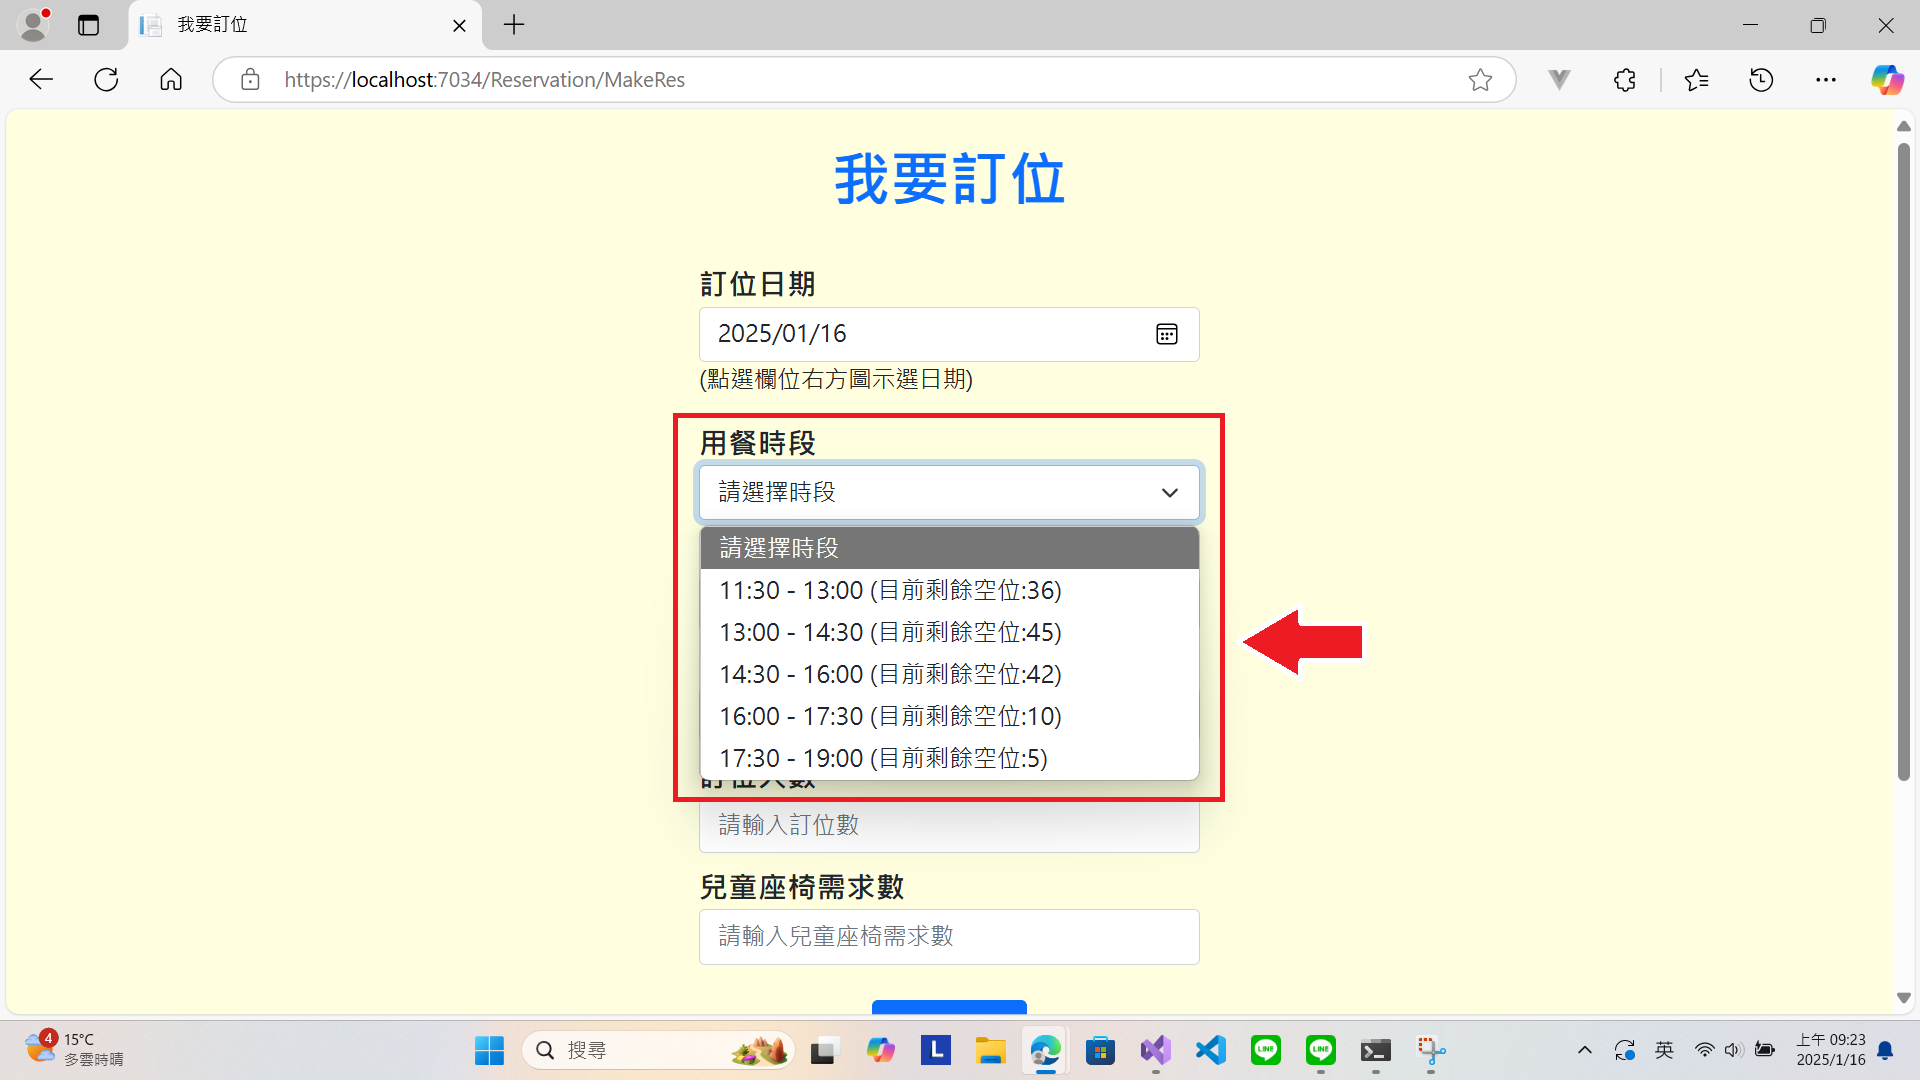 我要訂位
https://localhost:7034/Reservation/MakeRes
我要訂位
訂位日期
2025/01/16
(點選欄位右方圖示選日期)
用餐時段
請選擇時段
請選擇時段
11:30 - 13:00 (目前剩餘空位:36)
13:00 - 14:30 (目前剩餘空位:45)
14:30 - 16:00 (目前剩餘空位:42)
16:00 - 17:30 (目前剩餘空位:10)
17:30 - 19:00 (目前剩餘空位:5)
訂位人數
請輸入訂位數
兒童座椅需求數
請輸入兒童座椅需求數
4
15°C
多雲時晴
搜尋
L
LINE
LINE
英
上午 09:23
2025/1/16